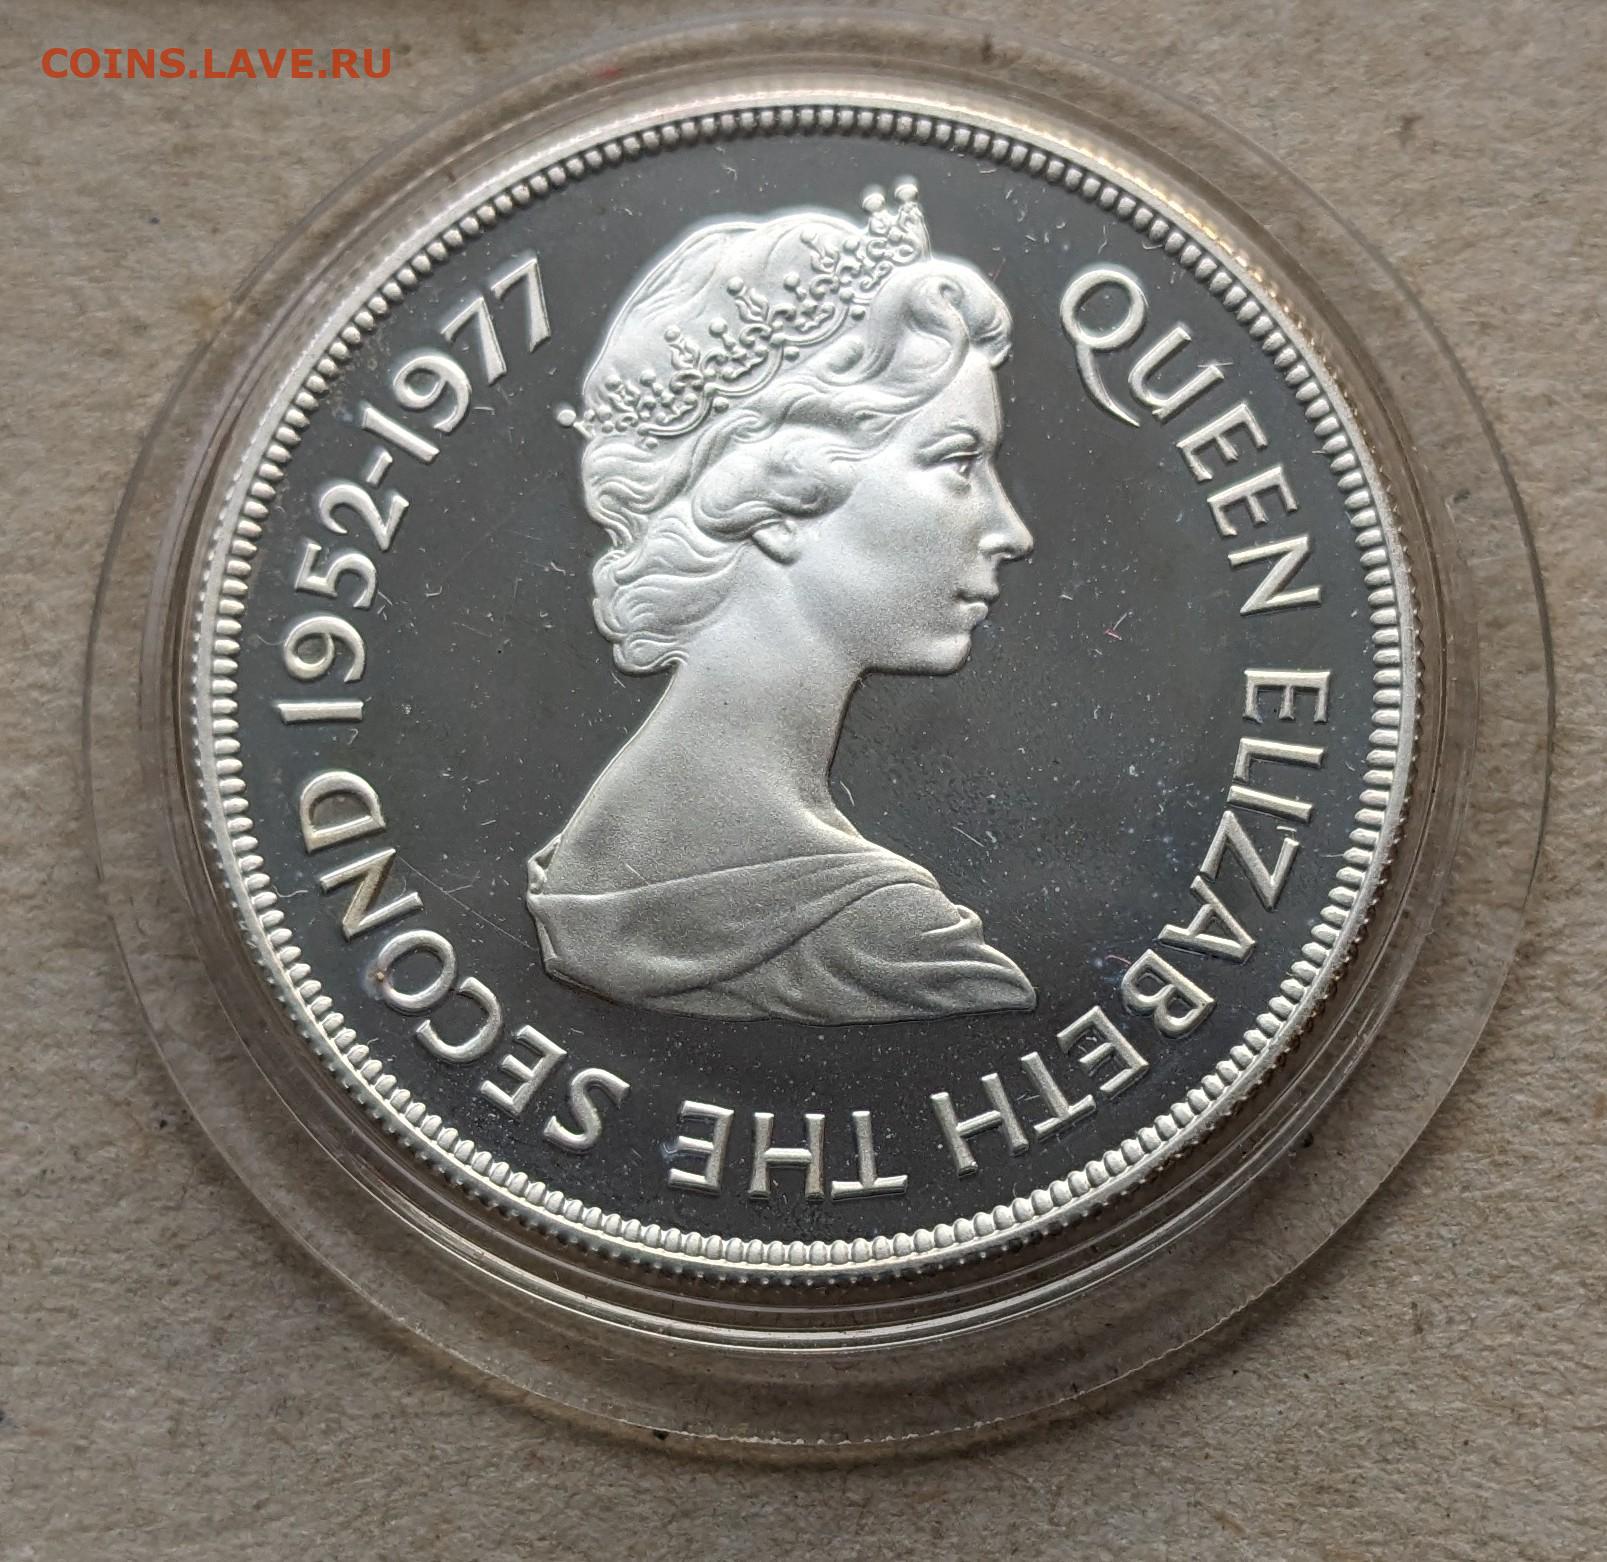 COINS.LAVE.RU
QUEEN ELIZABETH THE SECOND 1952-1977